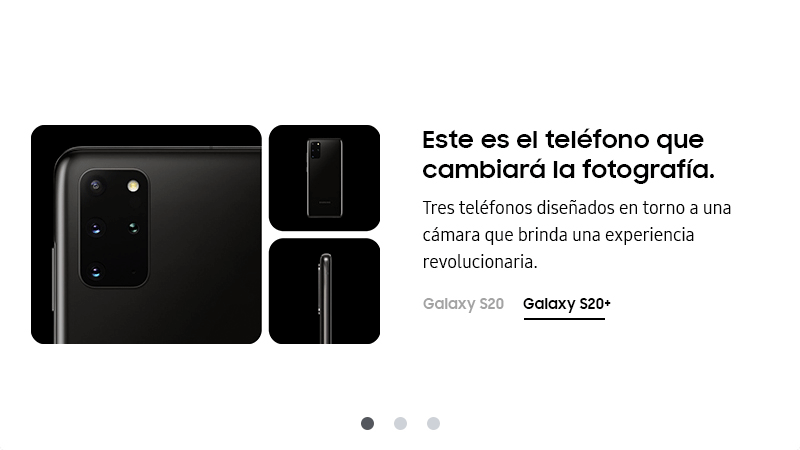 Este es el teléfono que
cambiará la fotografía.
Tres teléfonos diseñados en torno a una
cámara que brinda una experiencia
revolucionaria.
Galaxy S20 Galaxy S20+